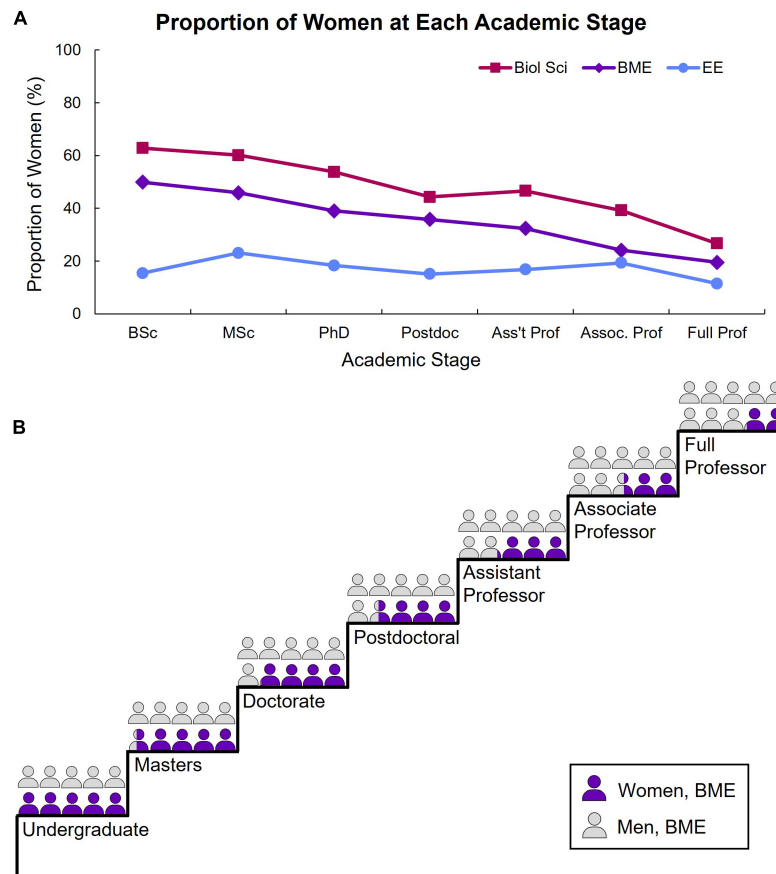 A
Proportion of Women at Each Academic Stage
Biol Sci
BME
EE
Proportion of Women (%)
100
80
60
40
20
0
BSc
MSc
PhD
Postdoc
Ass't Prof
Assoc. Prof
Full Prof
Academic Stage
B
Full
Professor
Associate
Professor
Assistant
Professor
Postdoctoral
Doctorate
Masters
Undergraduate
Women, BME
Men, BME